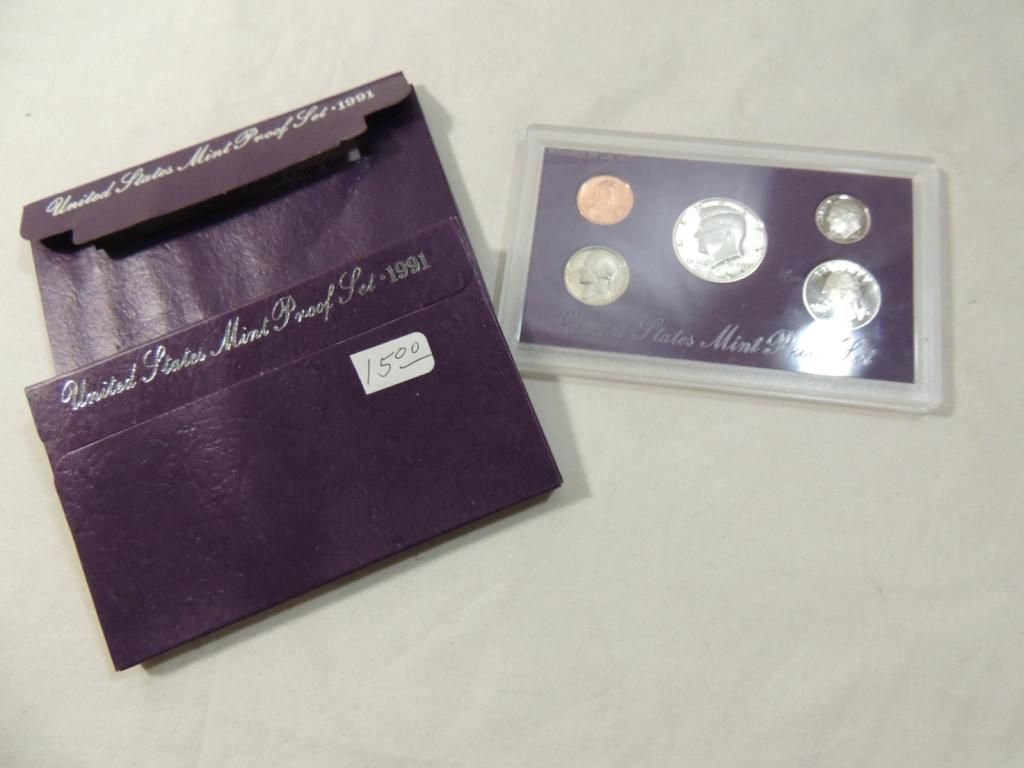 United States Mint Proof Set • 1991
United States Mint Proof Set • 1991
1500
United States Mint Proof Set